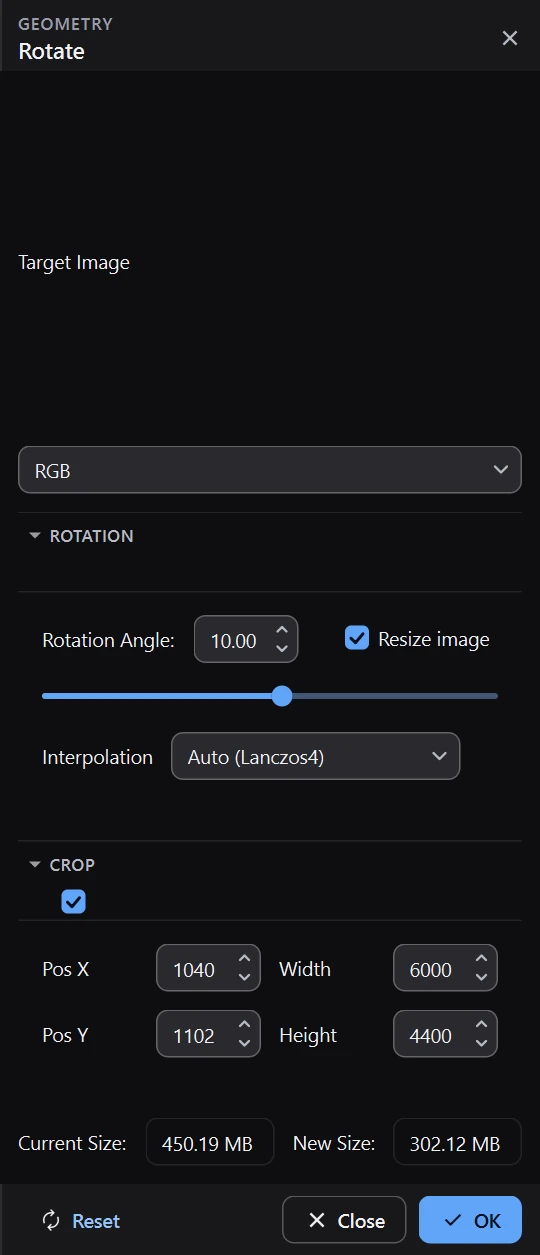 GEOMETRY
Rotate
Target Image
RGB
ROTATION
Rotation Angle: 10.00 Resize image
Interpolation Auto (Lanczos4)
CROP
Pos X 1040 Width 6000
Pos Y 1102 Height 4400
Current Size: 450.19 MB New Size: 302.12 MB
Reset Close OK